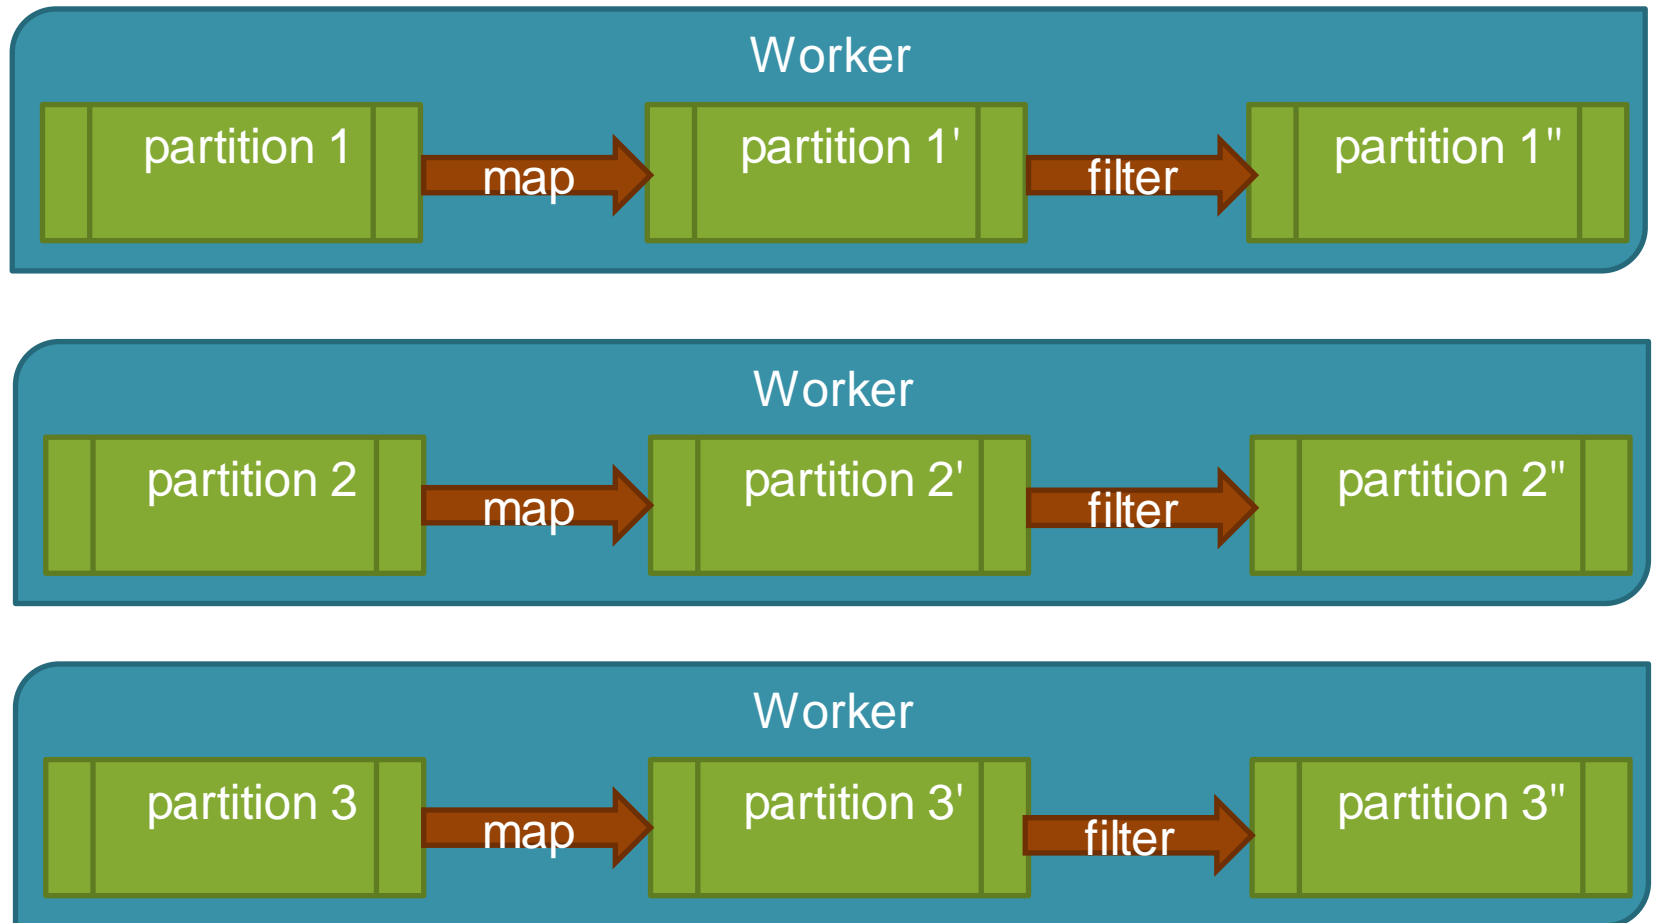 Worker
partition 1
map
partition 1'
filter
partition 1"
Worker
partition 2
map
partition 2'
filter
partition 2"
Worker
partition 3
map
partition 3'
filter
partition 3"